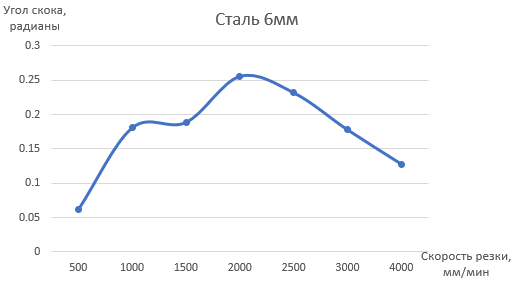 Угол скока,
радианы
Сталь 6мм
0.3
0.25
0.2
0.15
0.1
0.05
0
500 1000 1500 2000 2500 3000 4000
Скорость резки,
мм/мин